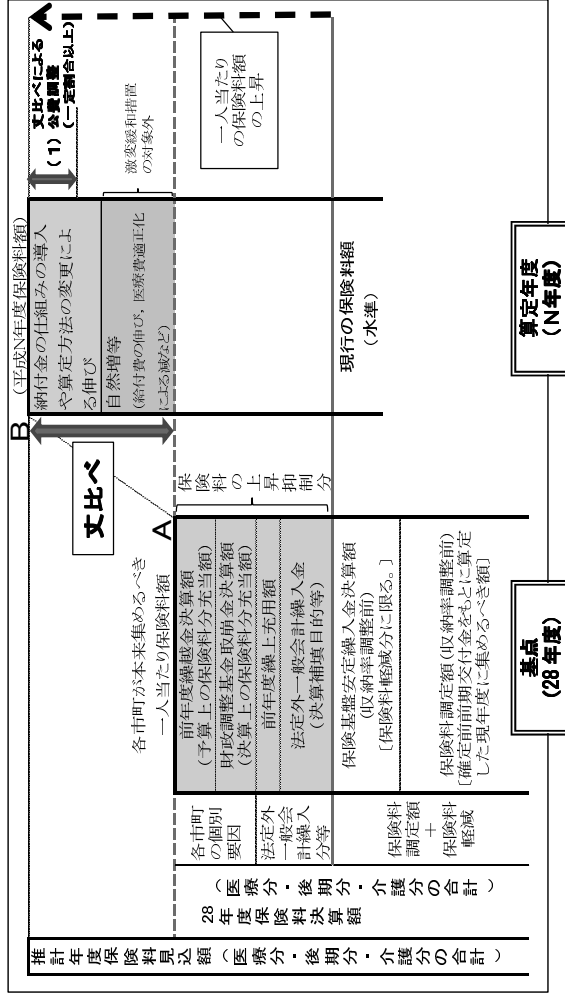 推計年度保険料見込額（医療分・後期分・介護分の合計）
28年度保険料決算額
（医療分・後期分・介護分の合計）
各市町
の個別
要因
法定外
一般会
計繰入
分等
保険料
調定額
＋
保険料
軽減
各市町が本来集めるべき
一人当たり保険料額
前年度繰越金決算額
(予算上の保険料分充当額)
財政調整基金取崩金決算額
(決算上の保険料分充当額)
前年度繰上充用額
法定外一般会計繰入金
(決算補填目的等)
保険基盤安定繰入金決算額
(収納率調整前)
[保険料軽減分に限る。]
保険料調定額(収納率調整前)
[確定前前期交付金をもとに算定
した現年度に集めるべき額]
基点
(28年度)
A
保険料の上昇抑制分
丈比べ
B
(平成N年度保険料額)
納付金の仕組みの導入
や算定方法の変更によ
る伸び
自然増等
(給付費の伸び，医療費適正化
による減など)
現行の保険料額
(水準)
算定年度
(N年度)
(1)
丈比べによる
公費調整
(一定割合以上)
激変緩和措置
の対象外
一人当たり
の保険料額
の上昇